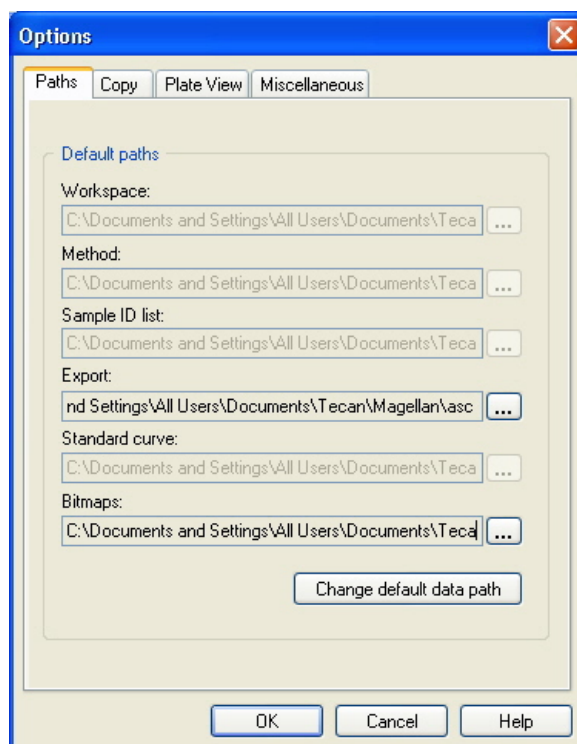 Options
Paths Copy Plate View Miscellaneous
Default paths
Workspace:
C:\Documents and Settings\All Users\Documents\Teca ...
Method:
C:\Documents and Settings\All Users\Documents\Teca ...
Sample ID list:
C:\Documents and Settings\All Users\Documents\Teca ...
Export:
nd Settings\All Users\Documents\Tecan\Magellan\asc ...
Standard curve:
C:\Documents and Settings\All Users\Documents\Teca ...
Bitmaps:
C:\Documents and Settings\All Users\Documents\Teca ...
Change default data path
OK Cancel Help